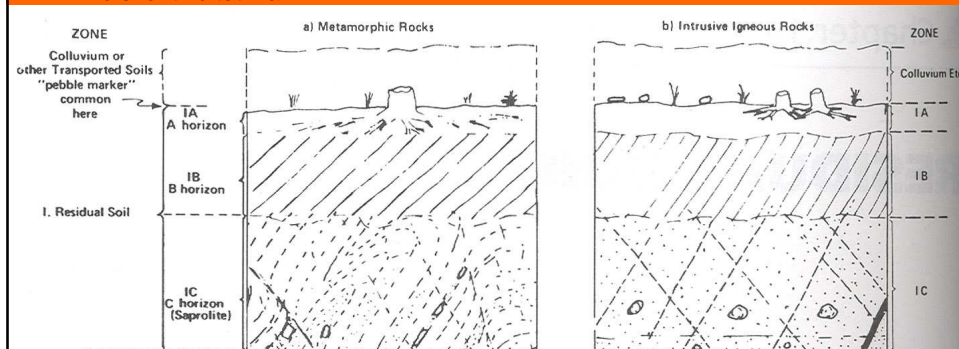 a) Metamorphic Rocks
b) Intrusive Igneous Rocks
ZONE
ZONE
Colluvium or
other Transported Soils
"pebble marker"
common
here
Colluvium Etc
IA
A horizon
IA
IB
B horizon
IB
I. Residual Soil
IC
C horizon
(Saprolite)
IC